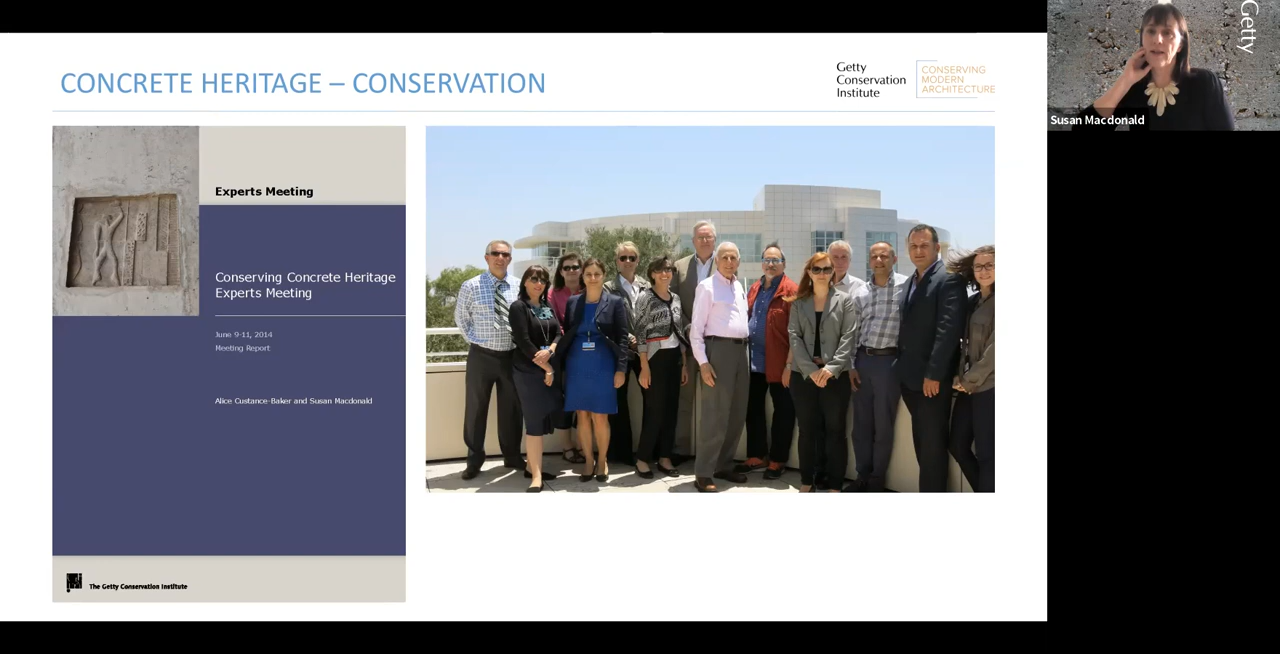 CONCRETE HERITAGE – CONSERVATION
Getty
Conservation
Institute
CONSERVING
MODERN
ARCHITECTURE
Experts Meeting
Conserving Concrete Heritage
Experts Meeting
June 9-11, 2014
Meeting Report
Alice Custance-Baker and Susan Macdonald
The Getty Conservation Institute
Getty
Susan Macdonald